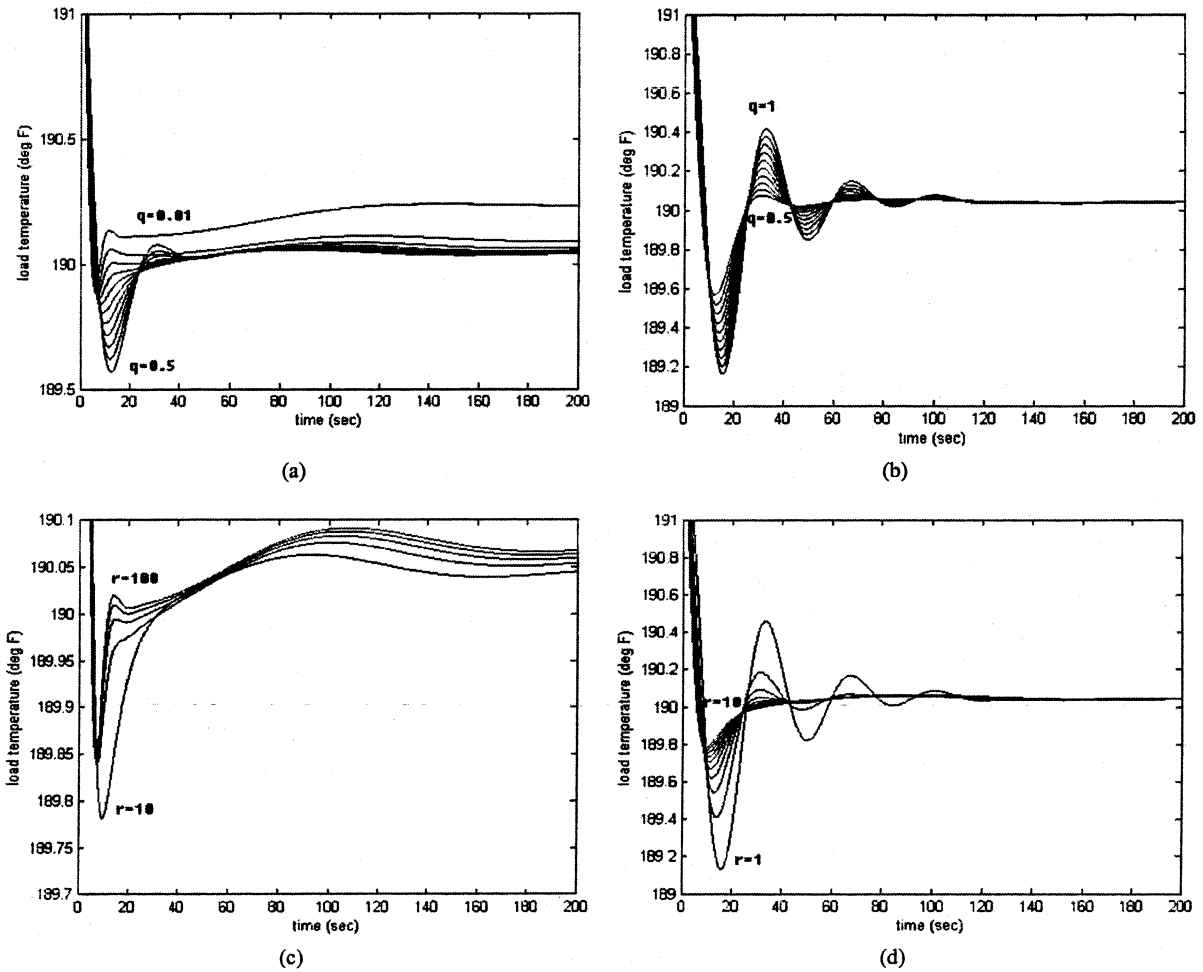 191
190.5
190
189.5
load temperature (deg F)
q=0.01
q=0.5
0 20 40 60 80 100 120 140 160 180 200
time (sec)
(a)
191
190.8
190.6
190.4
190.2
190
189.8
189.6
189.4
189.2
189
load temperature (deg F)
q=1
q=0.5
0 20 40 60 80 100 120 140 160 180 200
time (sec)
(b)
190.1
190.05
190
189.95
189.9
189.85
189.8
189.75
189.7
load temperature (deg F)
r=100
r=10
0 20 40 60 80 100 120 140 160 180 200
time (sec)
(c)
191
190.8
190.6
190.4
190.2
190
189.8
189.6
189.4
189.2
189
load temperature (deg F)
r=10
r=1
0 20 40 60 80 100 120 140 160 180 200
time (sec)
(d)